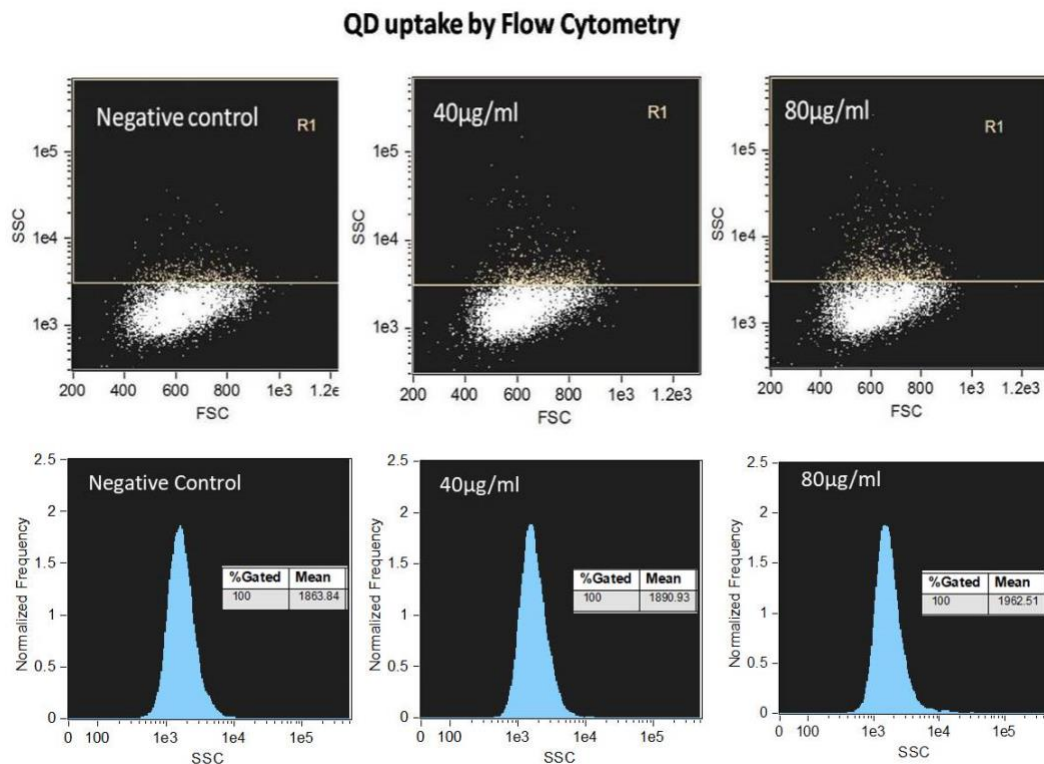 QD uptake by Flow Cytometry
Negative control
R1
SSC
1e5
1e4
1e3
200 400 600 800 1e3 1.2e
FSC
40µg/ml
R1
SSC
1e5
1e4
1e3
200 400 600 800 1e3 1.2e3
FSC
80µg/ml
R1
SSC
1e5
1e4
1e3
200 400 600 800 1e3 1.2e3
FSC
Negative Control
Normalized Frequency
2.5
2
1.5
1
0.5
0
%Gated Mean
100 1863.84
0 100 1e3 1e4 1e5
SSC
40µg/ml
Normalized Frequency
2.5
2
1.5
1
0.5
0
%Gated Mean
100 1890.93
0 100 1e3 1e4 1e5
SSC
80µg/ml
Normalized Frequency
2.5
2
1.5
1
0.5
0
%Gated Mean
100 1962.51
0 100 1e3 1e4 1e5
SSC